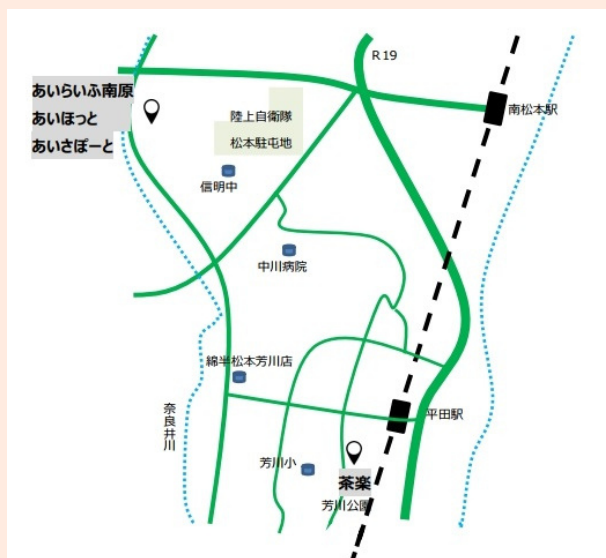 R19
あいらいふ南原
あいほっと
あいさぽーと
陸上自衛隊
松本駐屯地
南松本駅
信明中
中川病院
綿半松本芳川店
奈良井川
平田駅
芳川小
茶楽
芳川公園